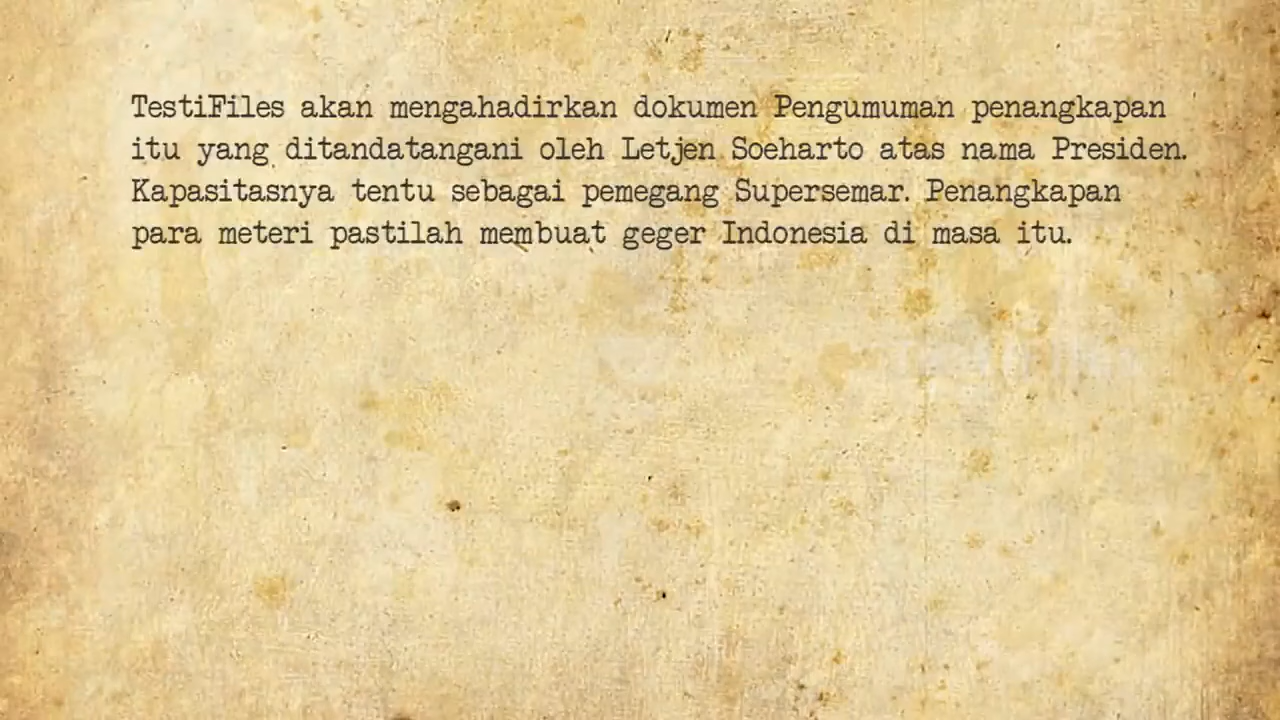 TestiFiles akan mengahadirkan dokumen Pengumuman penangkapan
itu yang ditandatangani oleh Letjen Soeharto atas nama Presiden.
Kapasitasnya tentu sebagai pemegang Supersemar. Penangkapan
para meteri pastilah membuat geger Indonesia di masa itu.